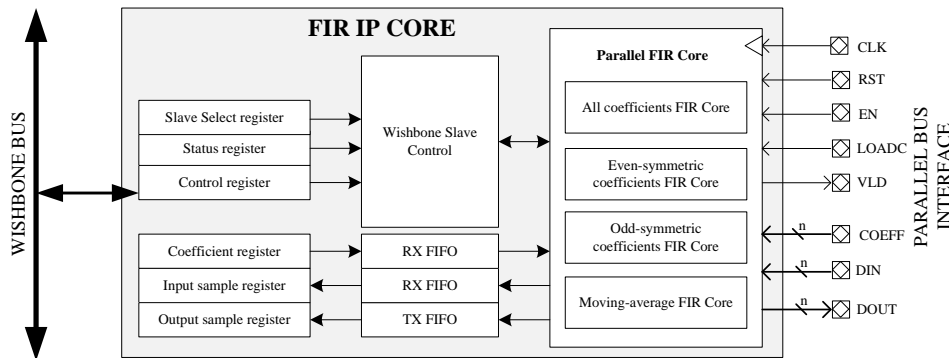 FIR IP CORE
WISHBONE BUS
Slave Select register
Status register
Control register
Wishbone Slave
Control
Coefficient register
Input sample register
Output sample register
RX FIFO
RX FIFO
TX FIFO
Parallel FIR Core
All coefficients FIR Core
Even-symmetric
coefficients FIR Core
Odd-symmetric
coefficients FIR Core
Moving-average FIR Core
CLK
RST
EN
LOADC
VLD
n
COEFF
n
DIN
n
DOUT
PARALLEL BUS
INTERFACE